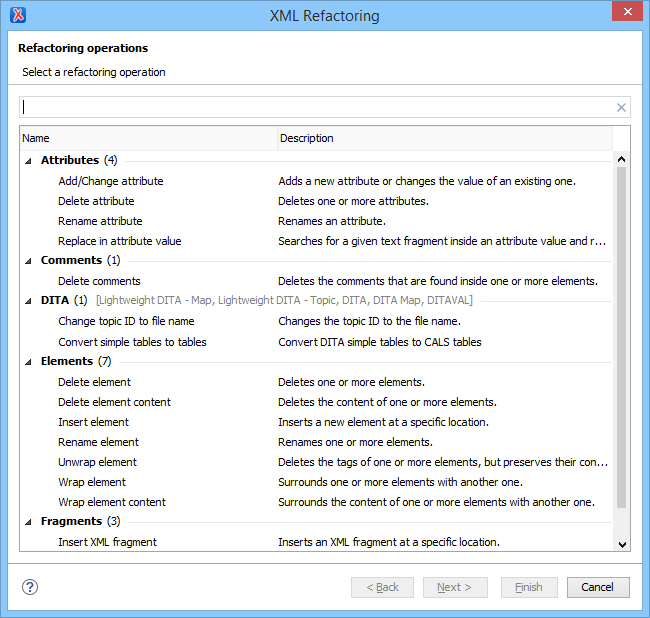 XML Refactoring
Refactoring operations
Select a refactoring operation
Name Description
Attributes (4)
Add/Change attribute Adds a new attribute or changes the value of an existing one.
Delete attribute Deletes one or more attributes.
Rename attribute Renames an attribute.
Replace in attribute value Searches for a given text fragment inside an attribute value and r...
Comments (1)
Delete comments Deletes the comments that are found inside one or more elements.
DITA (1) [Lightweight DITA - Map, Lightweight DITA - Topic, DITA, DITA Map, DITAVAL]
Change topic ID to file name Changes the topic ID to the file name.
Convert simple tables to tables Convert DITA simple tables to CALS tables
Elements (7)
Delete element Deletes one or more elements.
Delete element content Deletes the content of one or more elements.
Insert element Inserts a new element at a specific location.
Rename element Renames one or more elements.
Unwrap element Deletes the tags of one or more elements, but preserves their con...
Wrap element Surrounds one or more elements with another one.
Wrap element content Surrounds the content of one or more elements with another one.
Fragments (3)
Insert XML fragment Inserts an XML fragment at a specific location.
? < Back Next > Finish Cancel